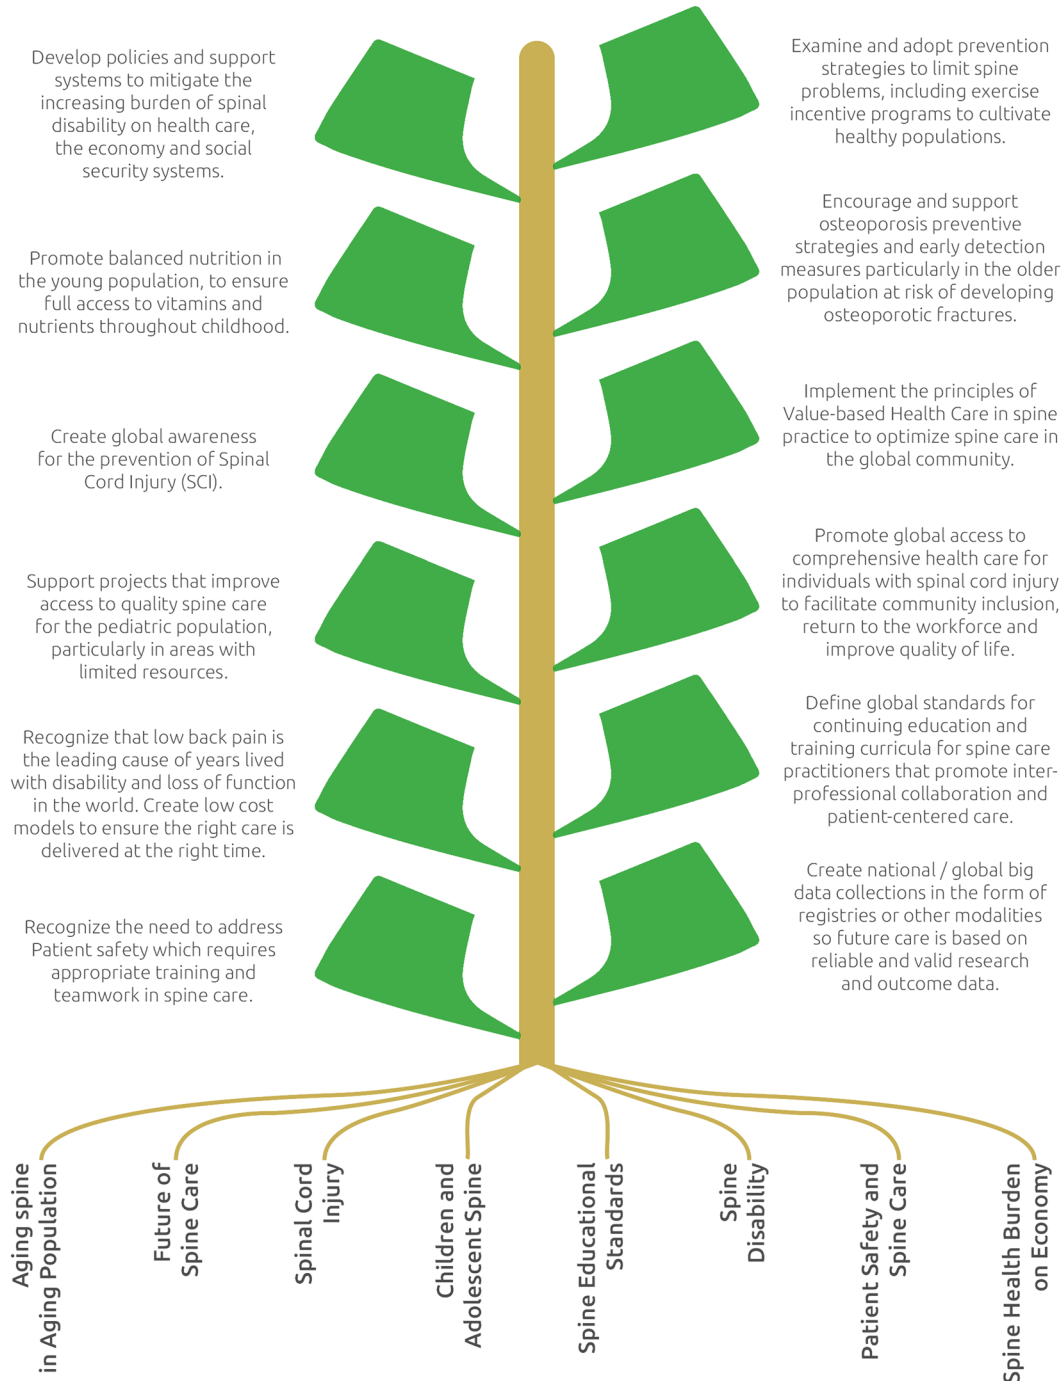 Develop policies and support
systems to mitigate the
increasing burden of spinal
disability on health care,
the economy and social
security systems.
Promote balanced nutrition in
the young population, to ensure
full access to vitamins and
nutrients throughout childhood.
Create global awareness
for the prevention of Spinal
Cord Injury (SCI).
Support projects that improve
access to quality spine care
for the pediatric population,
particularly in areas with
limited resources.
Recognize that low back pain is
the leading cause of years lived
with disability and loss of function
in the world. Create low cost
models to ensure the right care is
delivered at the right time.
Recognize the need to address
Patient safety which requires
appropriate training and
teamwork in spine care.
Examine and adopt prevention
strategies to limit spine
problems, including exercise
incentive programs to cultivate
healthy populations.
Encourage and support
osteoporosis preventive
strategies and early detection
measures particularly in the older
population at risk of developing
osteoporotic fractures.
Implement the principles of
Value-based Health Care in spine
practice to optimize spine care in
the global community.
Promote global access to
comprehensive health care for
individuals with spinal cord injury
to facilitate community inclusion,
return to the workforce and
improve quality of life.
Define global standards for
continuing education and
training curricula for spine care
practitioners that promote inter-
professional collaboration and
patient-centered care.
Create national / global big
data collections in the form of
registries or other modalities
so future care is based on
reliable and valid research
and outcome data.
Aging spine
in Aging Population
Future of
Spine Care
Spinal Cord
Injury
Children and
Adolescent Spine
Spine Educational
Standards
Spine
Disability
Patient Safety and
Spine Care
Spine Health Burden
on Economy